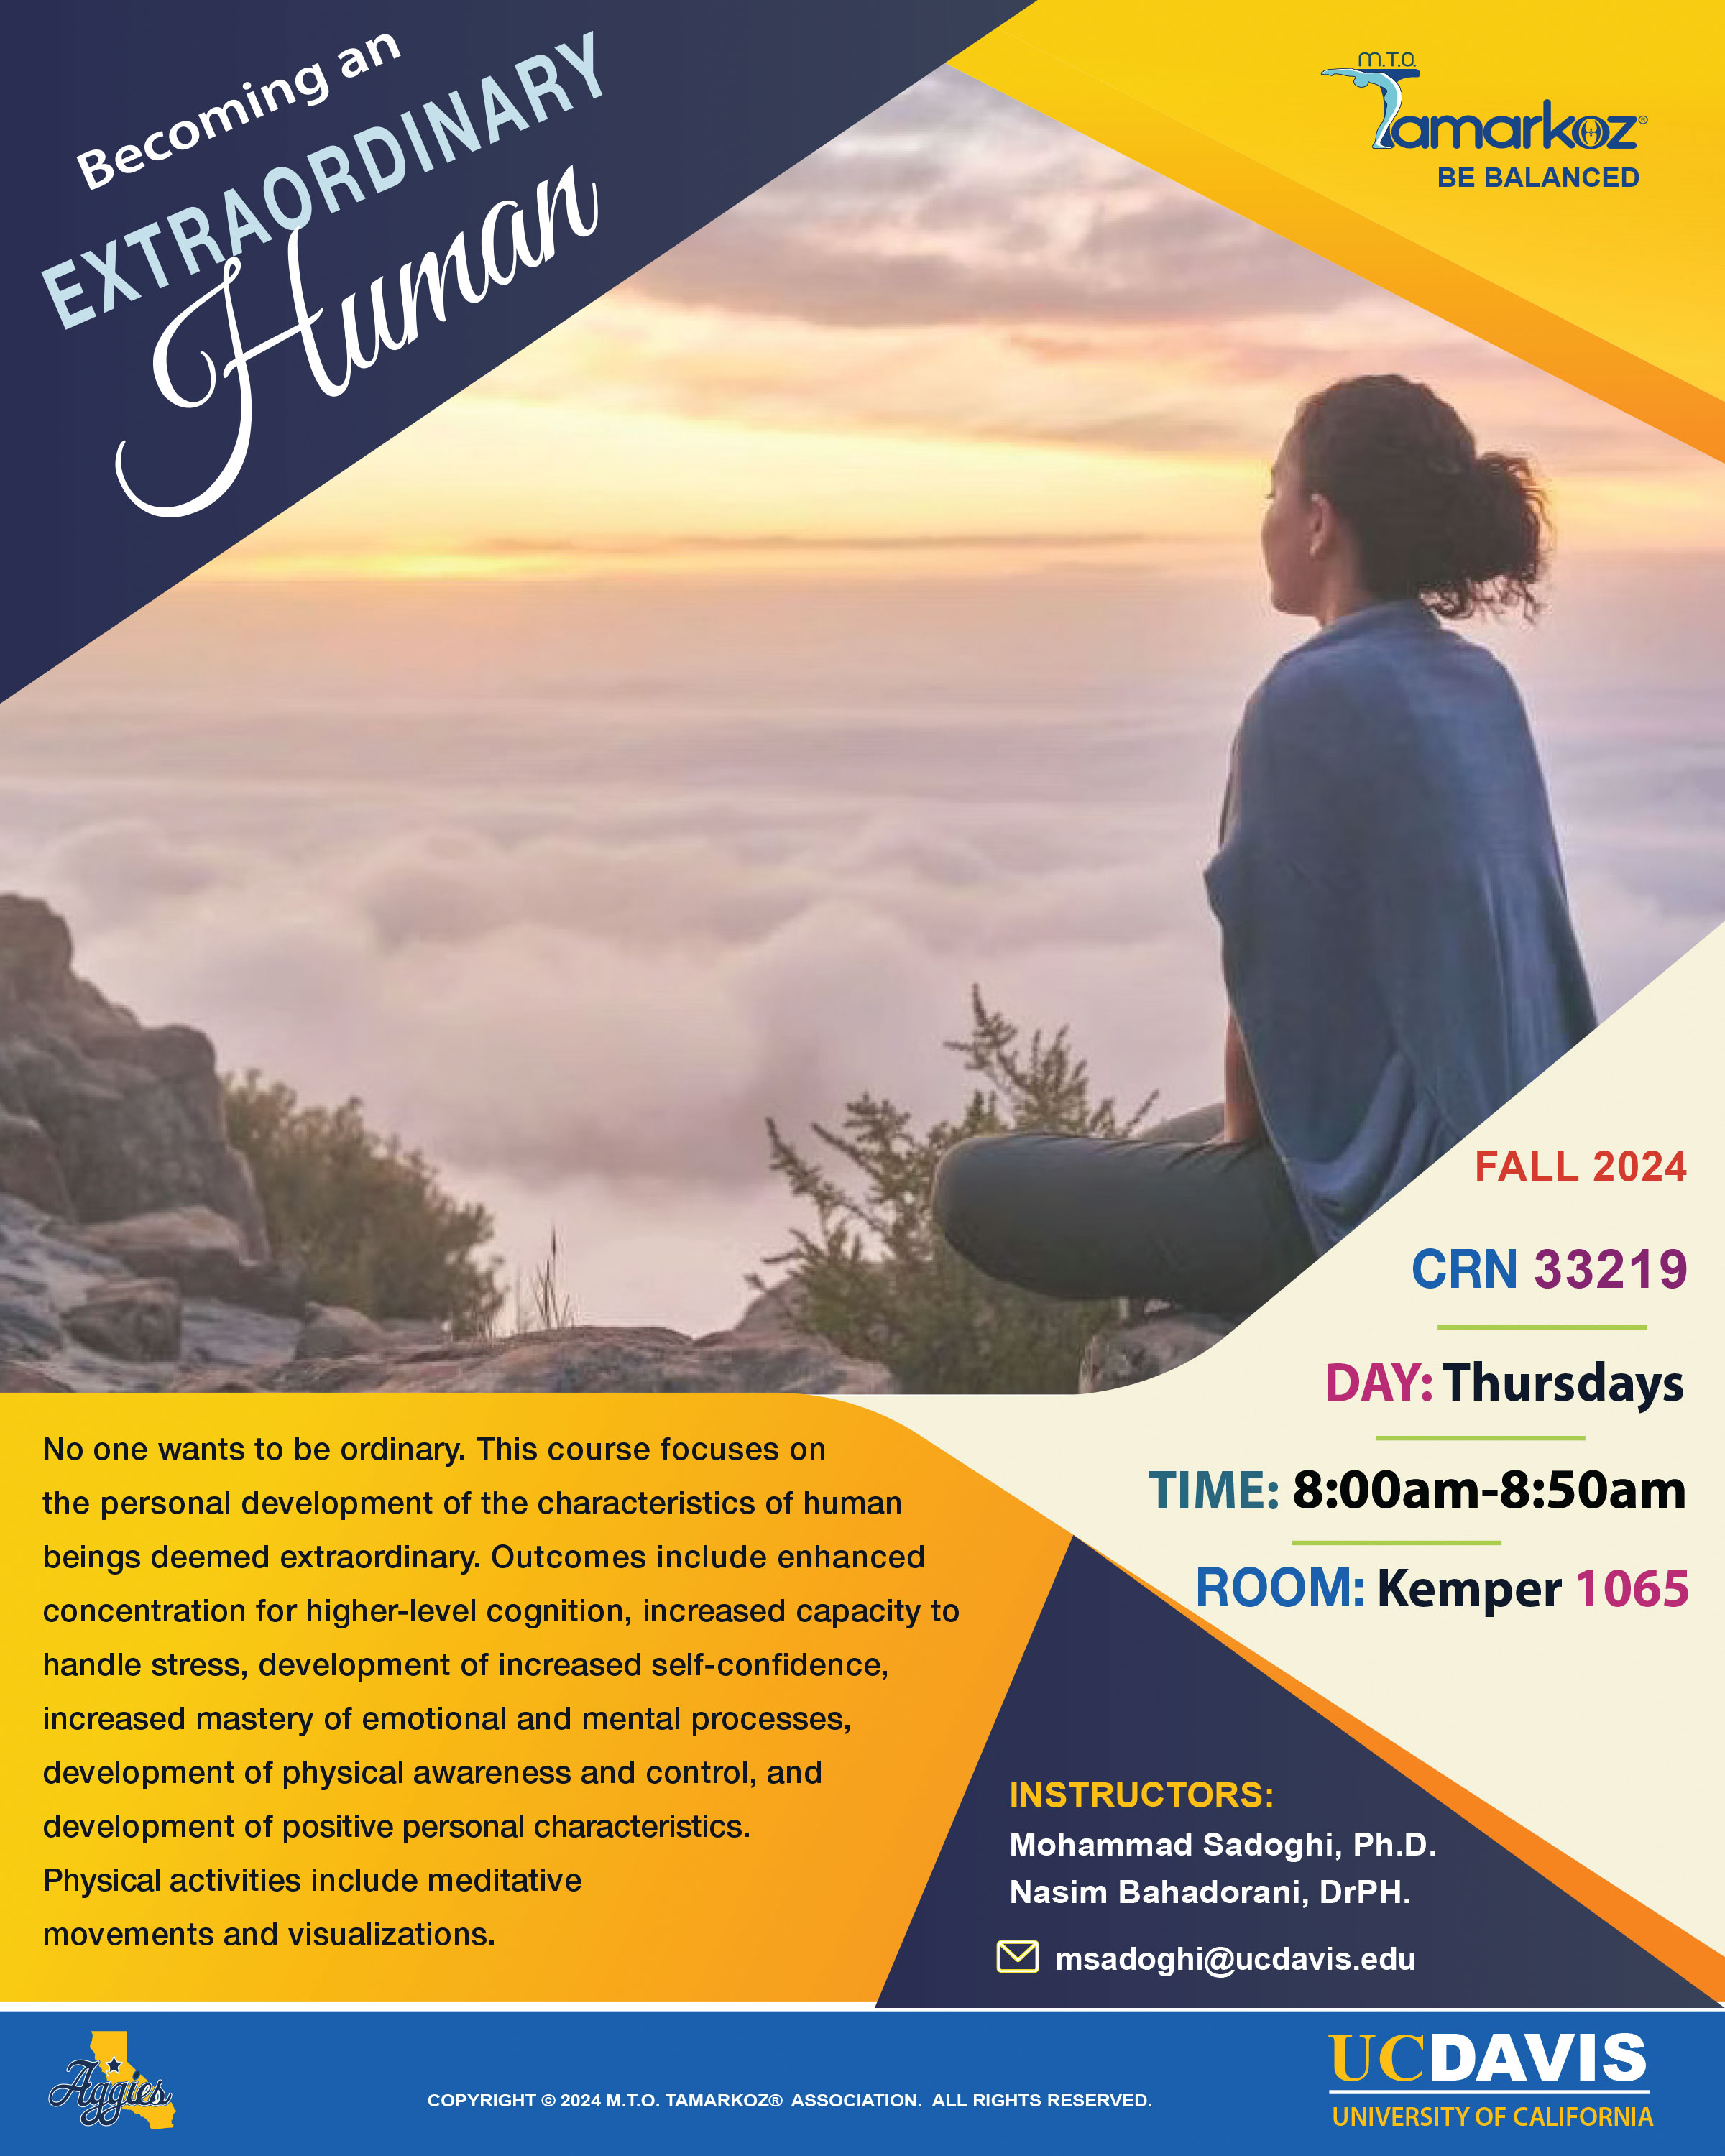 Becoming an
EXTRAORDINARY
Human
M.T.O.
Tamarkoz®
BE BALANCED
FALL 2024
CRN 33219
DAY: Thursdays
TIME: 8:00am-8:50am
ROOM: Kemper 1065
No one wants to be ordinary. This course focuses on
the personal development of the characteristics of human
beings deemed extraordinary. Outcomes include enhanced
concentration for higher-level cognition, increased capacity to
handle stress, development of increased self-confidence,
increased mastery of emotional and mental processes,
development of physical awareness and control, and
development of positive personal characteristics.
Physical activities include meditative
movements and visualizations.
INSTRUCTORS:
Mohammad Sadoghi, Ph.D.
Nasim Bahadorani, DrPH.
msadoghi@ucdavis.edu
Aggies
COPYRIGHT © 2024 M.T.O. TAMARKOZ® ASSOCIATION. ALL RIGHTS RESERVED.
UCDAVIS
UNIVERSITY OF CALIFORNIA